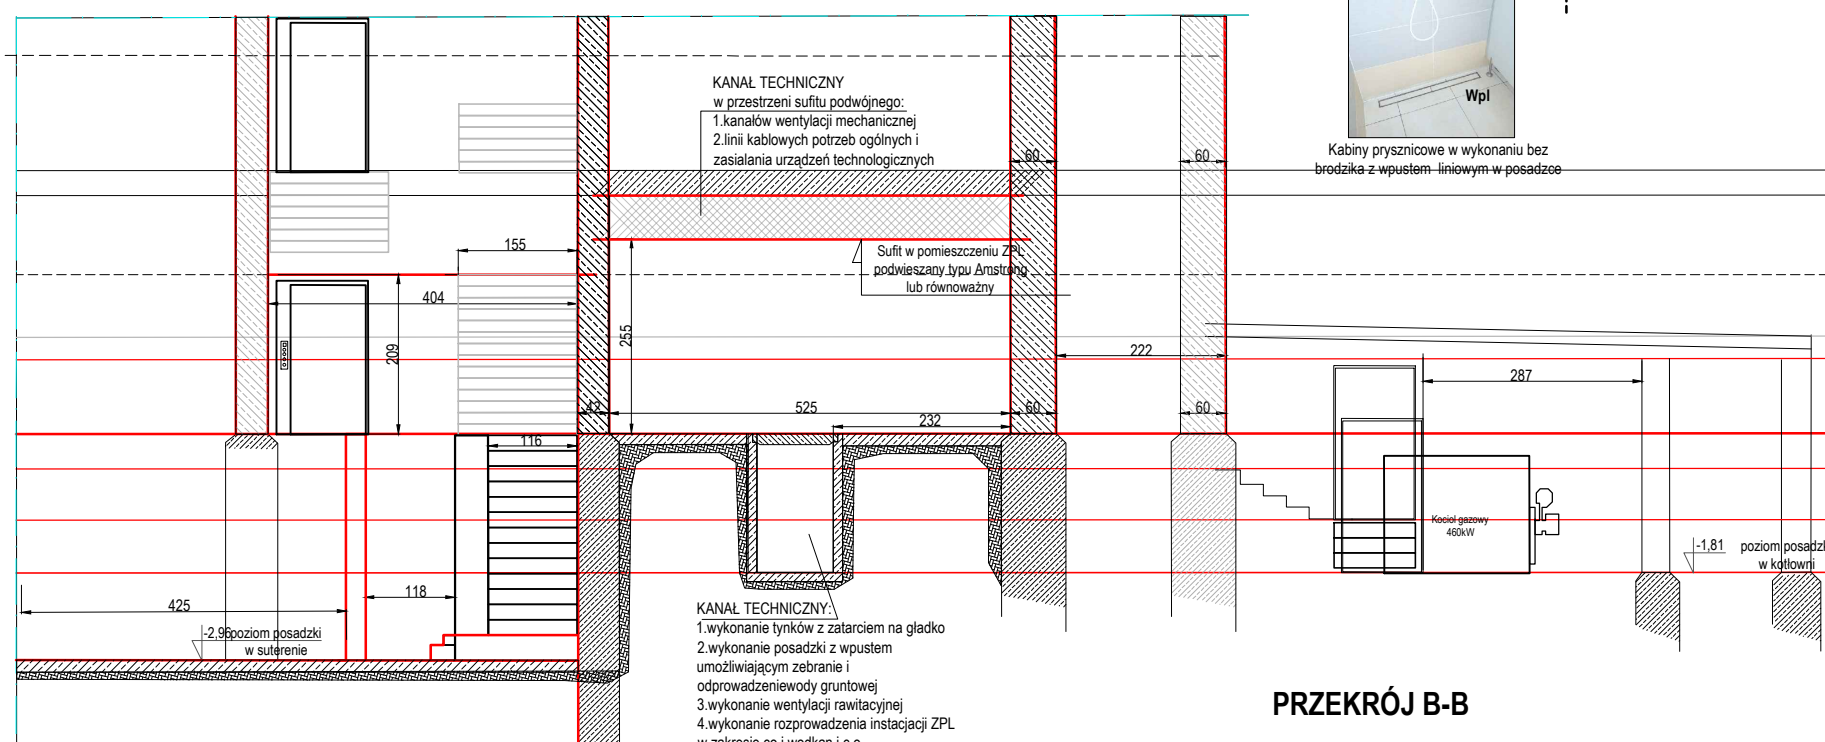 KANAŁ TECHNICZNY
w przestrzeni sufitu podwójnego:
1.kanałów wentylacji mechanicznej
2.linii kablowych potrzeb ogólnych i
zasialania urządzeń technologicznych
Wpl
Kabiny prysznicowe w wykonaniu bez
brodzika z wpustem liniowym w posadzce
60
60
155
Sufit w pomieszczeniu ZPL
podwieszany typu Amstrong
lub równoważny
404
255
209
222
287
42
525
60
60
232
116
Kocioł gazowy
460kW
-1,81
poziom posadzk
w kotłowni
118
425
-2,96
poziom posadzki
w suterenie
KANAŁ TECHNICZNY:
1.wykonanie tynków z zatarciem na gładko
2.wykonanie posadzki z wpustem
umożliwiającym zebranie i
odprowadzeniewody gruntowej
3.wykonanie wentylacji rawitacyjnej
4.wykonanie rozprowadzenia instacjacji ZPL
PRZEKRÓJ B-B